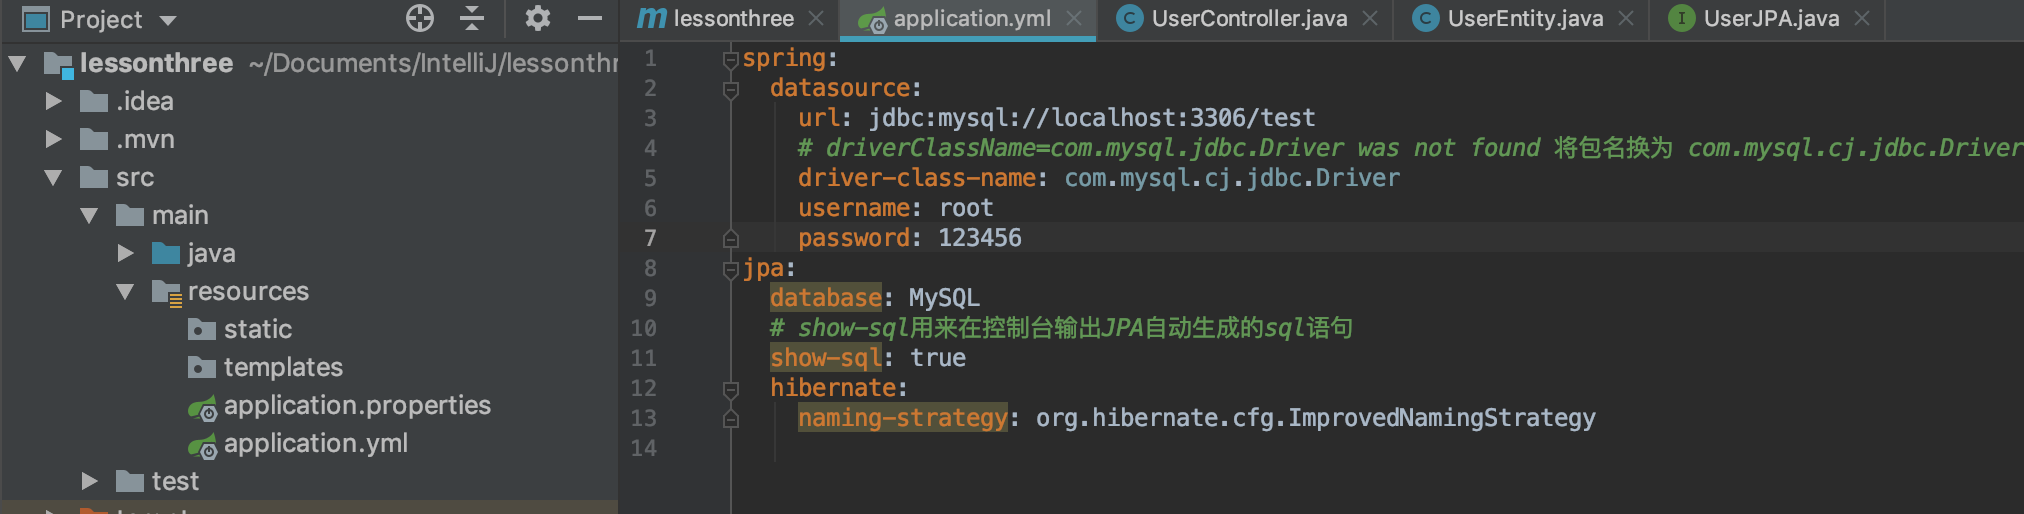 Project
lessonthree ~/Documents/IntelliJ/lessonthr
.idea
.mvn
src
main
java
resources
static
templates
application.properties
application.yml
test
m lessonthree
application.yml
C UserController.java
C UserEntity.java
I UserJPA.java
1 spring:
2 datasource:
3 url: jdbc:mysql://localhost:3306/test
4 # driverClassName=com.mysql.jdbc.Driver was not found 将包名换为 com.mysql.cj.jdbc.Driver
5 driver-class-name: com.mysql.cj.jdbc.Driver
6 username: root
7 password: 123456
8 jpa:
9 database: MySQL
10 # show-sql用来在控制台输出JPA自动生成的sql语句
11 show-sql: true
12 hibernate:
13 naming-strategy: org.hibernate.cfg.ImprovedNamingStrategy
14